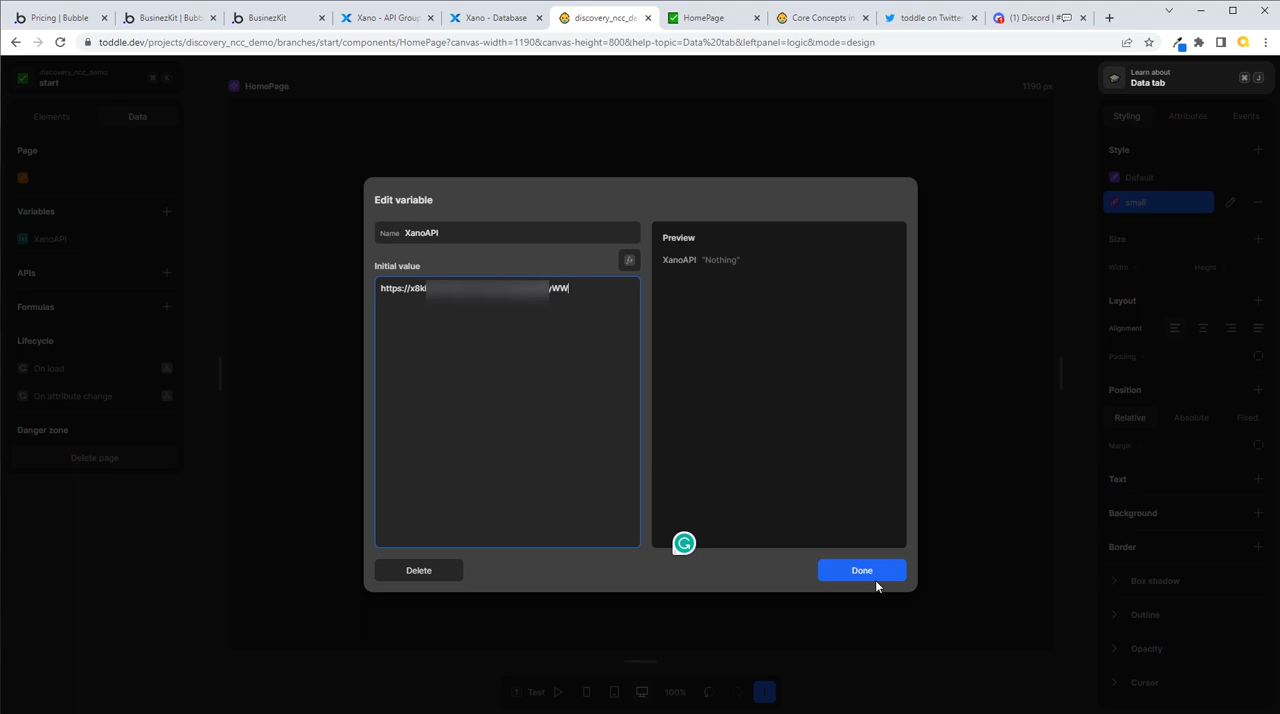 Pricing | Bubble
BusinezKit | Bubb
BusinezKit
Xano - API Group
Xano - Database
discovery_ncc_de
HomePage
Core Concepts in
toddle on Twitter
(1) Discord | #
toddle.dev/projects/discovery_ncc_demo/branches/start/components/HomePage?canvas-width=1190&canvas-height=800&help-topic=Data%20tab&leftpanel=logic&mode=design
discovery_ncc_demo
start
⌘ K
HomePage
1190 px
Learn about
Data tab
⌘ J
Elements
Data
Page
Variables
XanoAPI
APIs
Formulas
Lifecycle
On load
On attribute change
Danger zone
Delete page
Edit variable
Name XanoAPI
Initial value
fx
https://x8ki
yWW
Preview
XanoAPI "Nothing"
Delete
Done
Test
100%
Styling
Attributes
Events
Style
Default
small
Size
Width
Height
Layout
Alignment
Padding
Position
Relative
Absolute
Fixed
Margin
Text
Background
Border
Box shadow
Outline
Opacity
Cursor